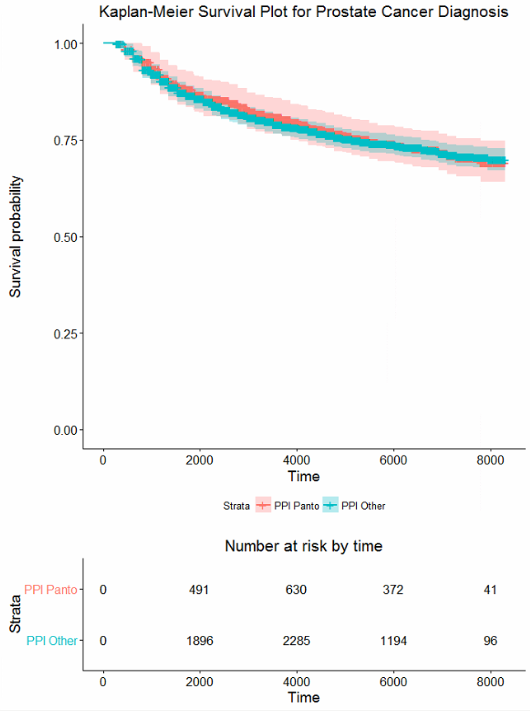 Kaplan-Meier Survival Plot for Prostate Cancer Diagnosis
1.00
0.75
0.50
0.25
0.00
Survival probability
0 2000 4000 6000 8000
Time
Strata PPI Panto PPI Other
Number at risk by time
Strata
PPI Panto 0 491 630 372 41
PPI Other 0 1896 2285 1194 96
0 2000 4000 6000 8000
Time